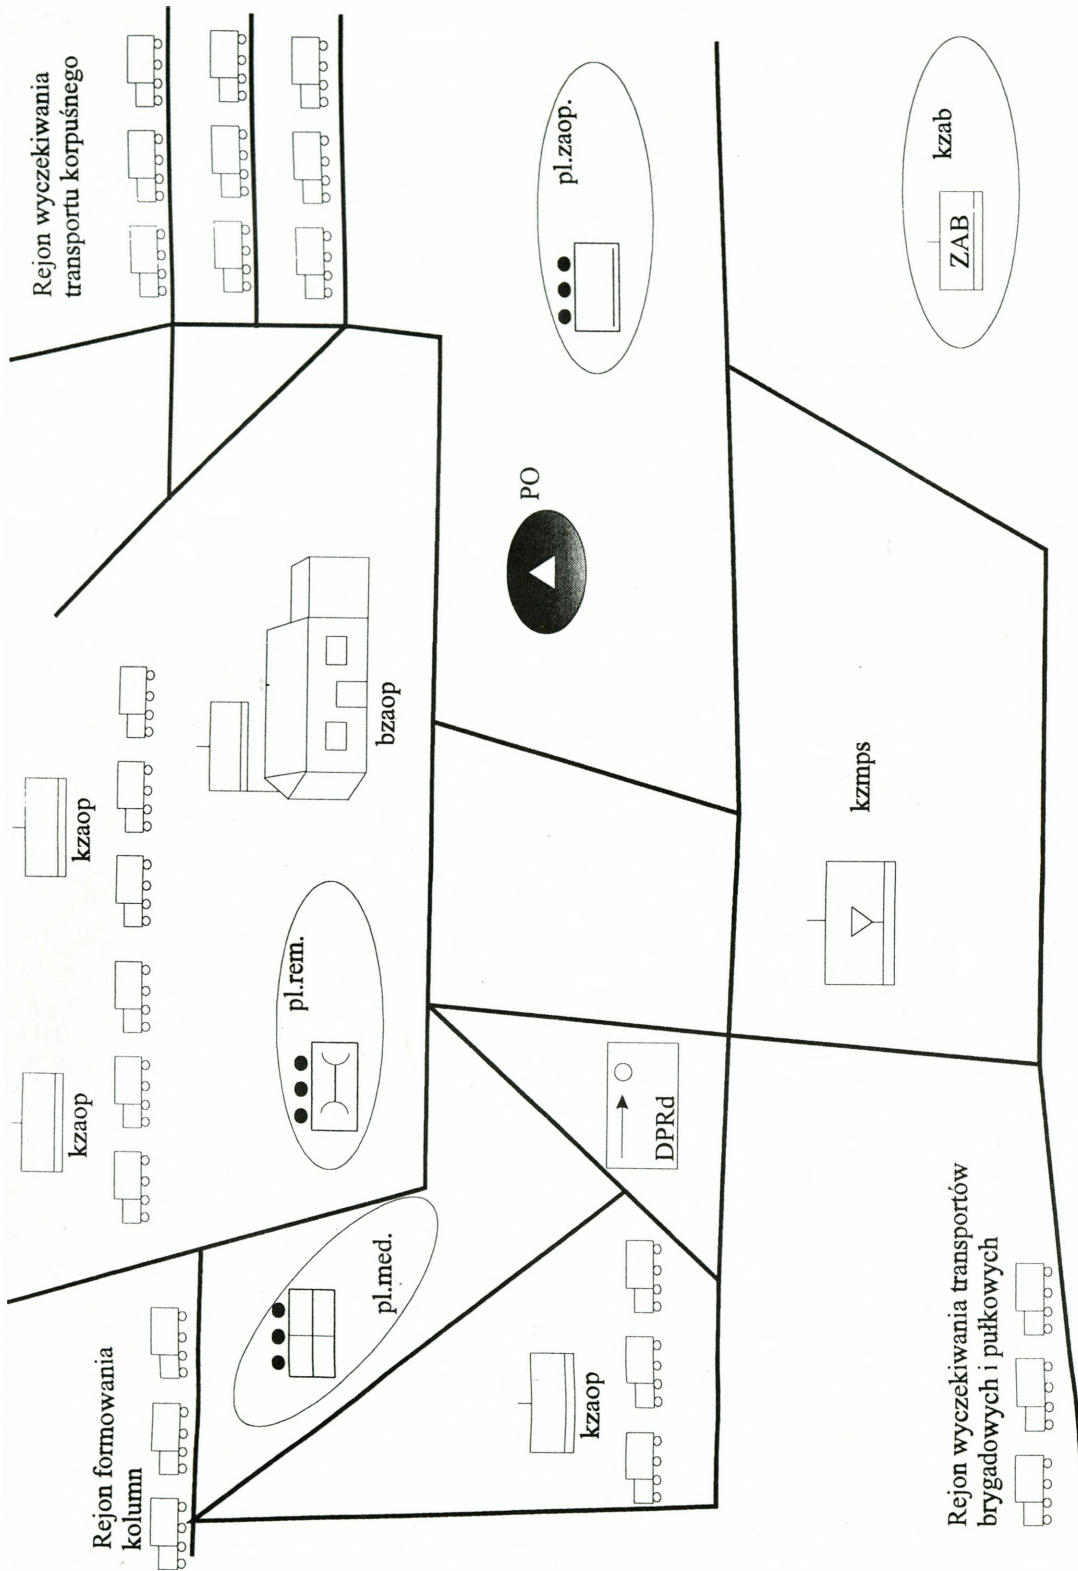 Rejon formowania
kolumn
kzaop
kzaop
Rejon wyczekiwania
transportu korpuśnego
pl.med.
pl.rem.
bzaop
kzaop
DPRd
PO
pl.zaop.
kzmps
Rejon wyczekiwania transportów
brygadowych i pułkowych
ZAB
kzab